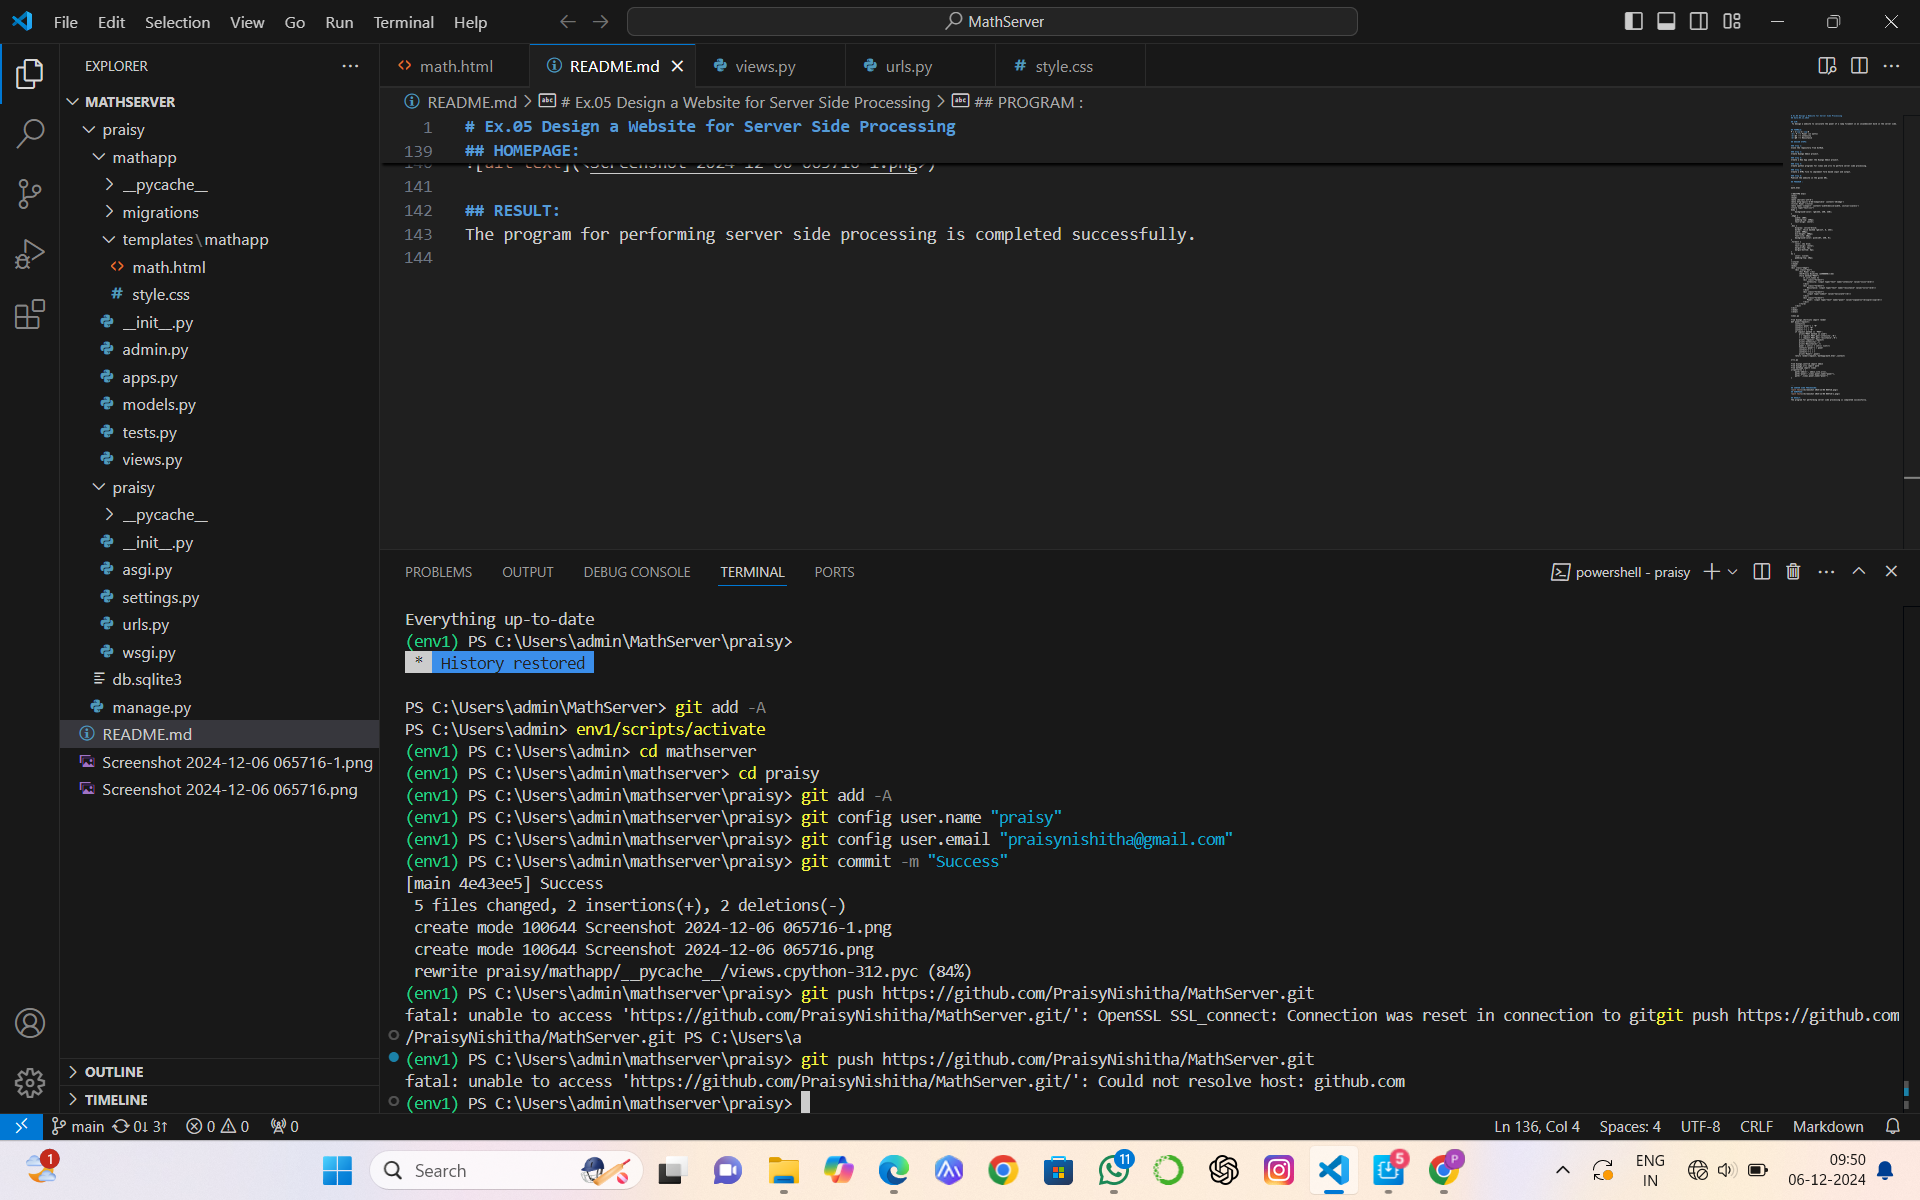 File Edit Selection View Go Run Terminal Help
MathServer
EXPLORER
MATHSERVER
praisy
mathapp
__pycache__
migrations
templates\mathapp
math.html
style.css
__init__.py
admin.py
apps.py
models.py
tests.py
views.py
praisy
__pycache__
__init__.py
asgi.py
settings.py
urls.py
wsgi.py
db.sqlite3
manage.py
README.md
Screenshot 2024-12-06 065716-1.png
Screenshot 2024-12-06 065716.png
OUTLINE
TIMELINE
math.html README.md views.py urls.py style.css
README.md > # Ex.05 Design a Website for Server Side Processing > ## PROGRAM :
1 # Ex.05 Design a Website for Server Side Processing
139 ## HOMEPAGE:
![alt text](<Screenshot 2024-12-06 065716-1.png>)
141
142 ## RESULT:
143 The program for performing server side processing is completed successfully.
144
PROBLEMS OUTPUT DEBUG CONSOLE TERMINAL PORTS
powershell - praisy
Everything up-to-date
(env1) PS C:\Users\admin\MathServer\praisy>
* History restored
PS C:\Users\admin\MathServer> git add -A
PS C:\Users\admin> env1/scripts/activate
(env1) PS C:\Users\admin> cd mathserver
(env1) PS C:\Users\admin\mathserver> cd praisy
(env1) PS C:\Users\admin\mathserver\praisy> git add -A
(env1) PS C:\Users\admin\mathserver\praisy> git config user.name "praisy"
(env1) PS C:\Users\admin\mathserver\praisy> git config user.email "praisynishitha@gmail.com"
(env1) PS C:\Users\admin\mathserver\praisy> git commit -m "Success"
[main 4e43ee5] Success
5 files changed, 2 insertions(+), 2 deletions(-)
create mode 100644 Screenshot 2024-12-06 065716-1.png
create mode 100644 Screenshot 2024-12-06 065716.png
rewrite praisy/mathapp/__pycache__/views.cpython-312.pyc (84%)
(env1) PS C:\Users\admin\mathserver\praisy> git push https://github.com/PraisyNishitha/MathServer.git
fatal: unable to access 'https://github.com/PraisyNishitha/MathServer.git/': OpenSSL SSL_connect: Connection was reset in connection to gitgit push https://github.com
/PraisyNishitha/MathServer.git PS C:\Users\a
(env1) PS C:\Users\admin\mathserver\praisy> git push https://github.com/PraisyNishitha/MathServer.git
fatal: unable to access 'https://github.com/PraisyNishitha/MathServer.git/': Could not resolve host: github.com
(env1) PS C:\Users\admin\mathserver\praisy>
main 0↓ 3↑ 0 0 0
Ln 136, Col 4 Spaces: 4 UTF-8 CRLF Markdown
1
Search
11
5
P
ENG
IN
09:50
06-12-2024